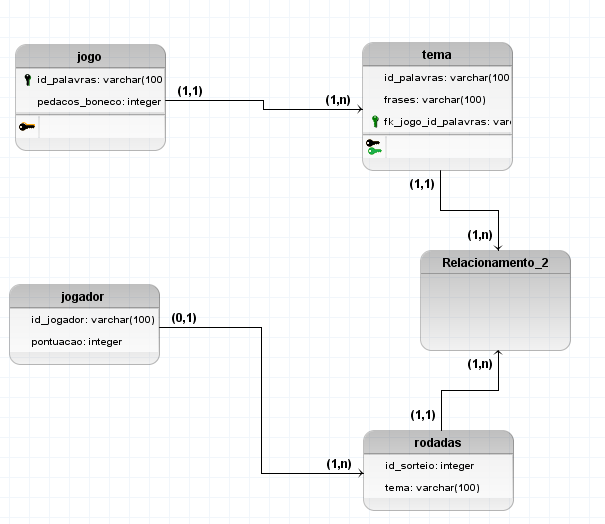 jogo
id_palavras: varchar(100
pedacos_boneco: integer
(1,1)
(1,n)
tema
id_palavras: varchar(100
frases: varchar(100)
fk_jogo_id_palavras: varc
(1,1)
(1,n)
Relacionamento_2
jogador
id_jogador: varchar(100)
pontuacao: integer
(0,1)
(1,n)
(1,n)
(1,1)
rodadas
id_sorteio: integer
tema: varchar(100)